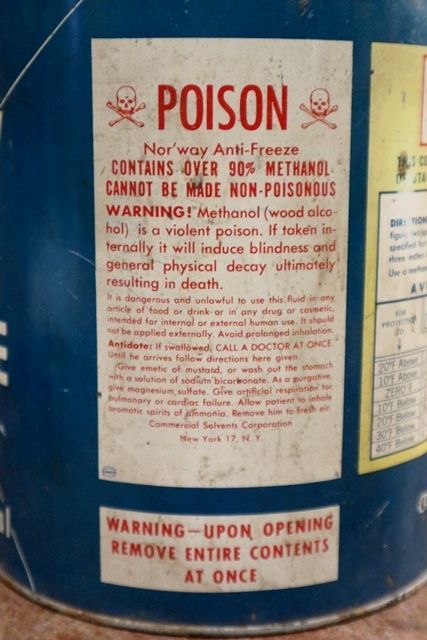 POISON
Nor'way Anti-Freeze
CONTAINS OVER 90% METHANOL
CANNOT BE MADE NON-POISONOUS
WARNING! Methanol (wood alco-
hol) is a violent poison. If taken in-
ternally it will induce blindness and
general physical decay ultimately
resulting in death.
It is dangerous and unlawful to use this fluid in any
article of food or drink or in any drug or cosmetic,
intended for internal or external human use. It should
not be applied externally. Avoid prolonged inhalation.
Antidote: If swallowed, CALL A DOCTOR AT ONCE.
Until he arrives follow directions here given.
Give emetic of mustard, or wash out the stomach
with a solution of sodium bicarbonate. As a purgative,
give magnesium sulfate. Give artificial respiration for
pulmonary or cardiac failure. Allow patient to inhale
aromatic spirits of ammonia. Remove him to fresh air.
Commercial Solvents Corporation
New York 17, N. Y.
WARNING—UPON OPENING
REMOVE ENTIRE CONTENTS
AT ONCE
THIS
specified for
three inches
Use a
FOR
20°F Above
10°F Above
ZERO F
10°F Below
20°F Below
30°F Below
40°F Below